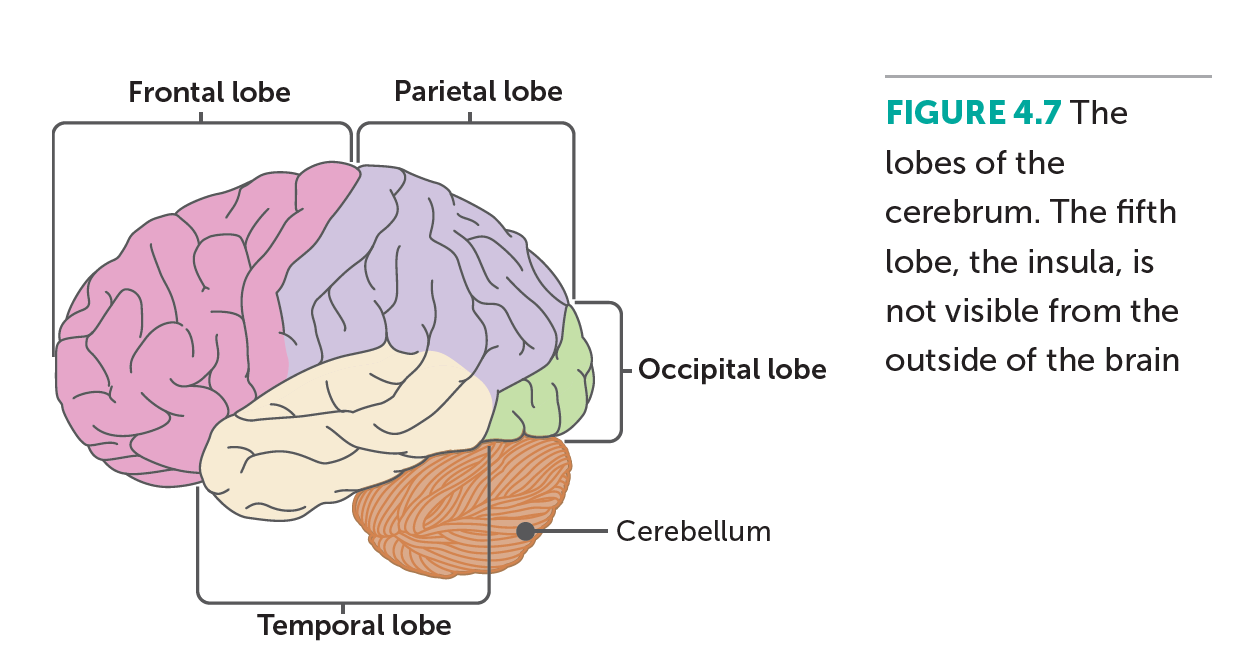 Frontal lobe
Parietal lobe
Occipital lobe
Cerebellum
Temporal lobe
FIGURE 4.7 The
lobes of the
cerebrum. The fifth
lobe, the insula, is
not visible from the
outside of the brain